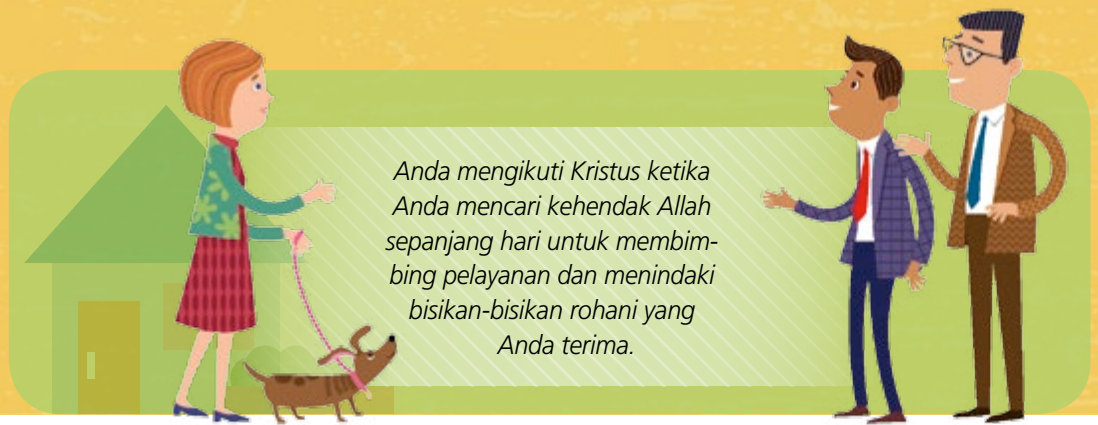 Anda mengikuti Kristus ketika
Anda mencari kehendak Allah
sepanjang hari untuk membim-
bing pelayanan dan menindaki
bisikan-bisikan rohani yang
Anda terima.